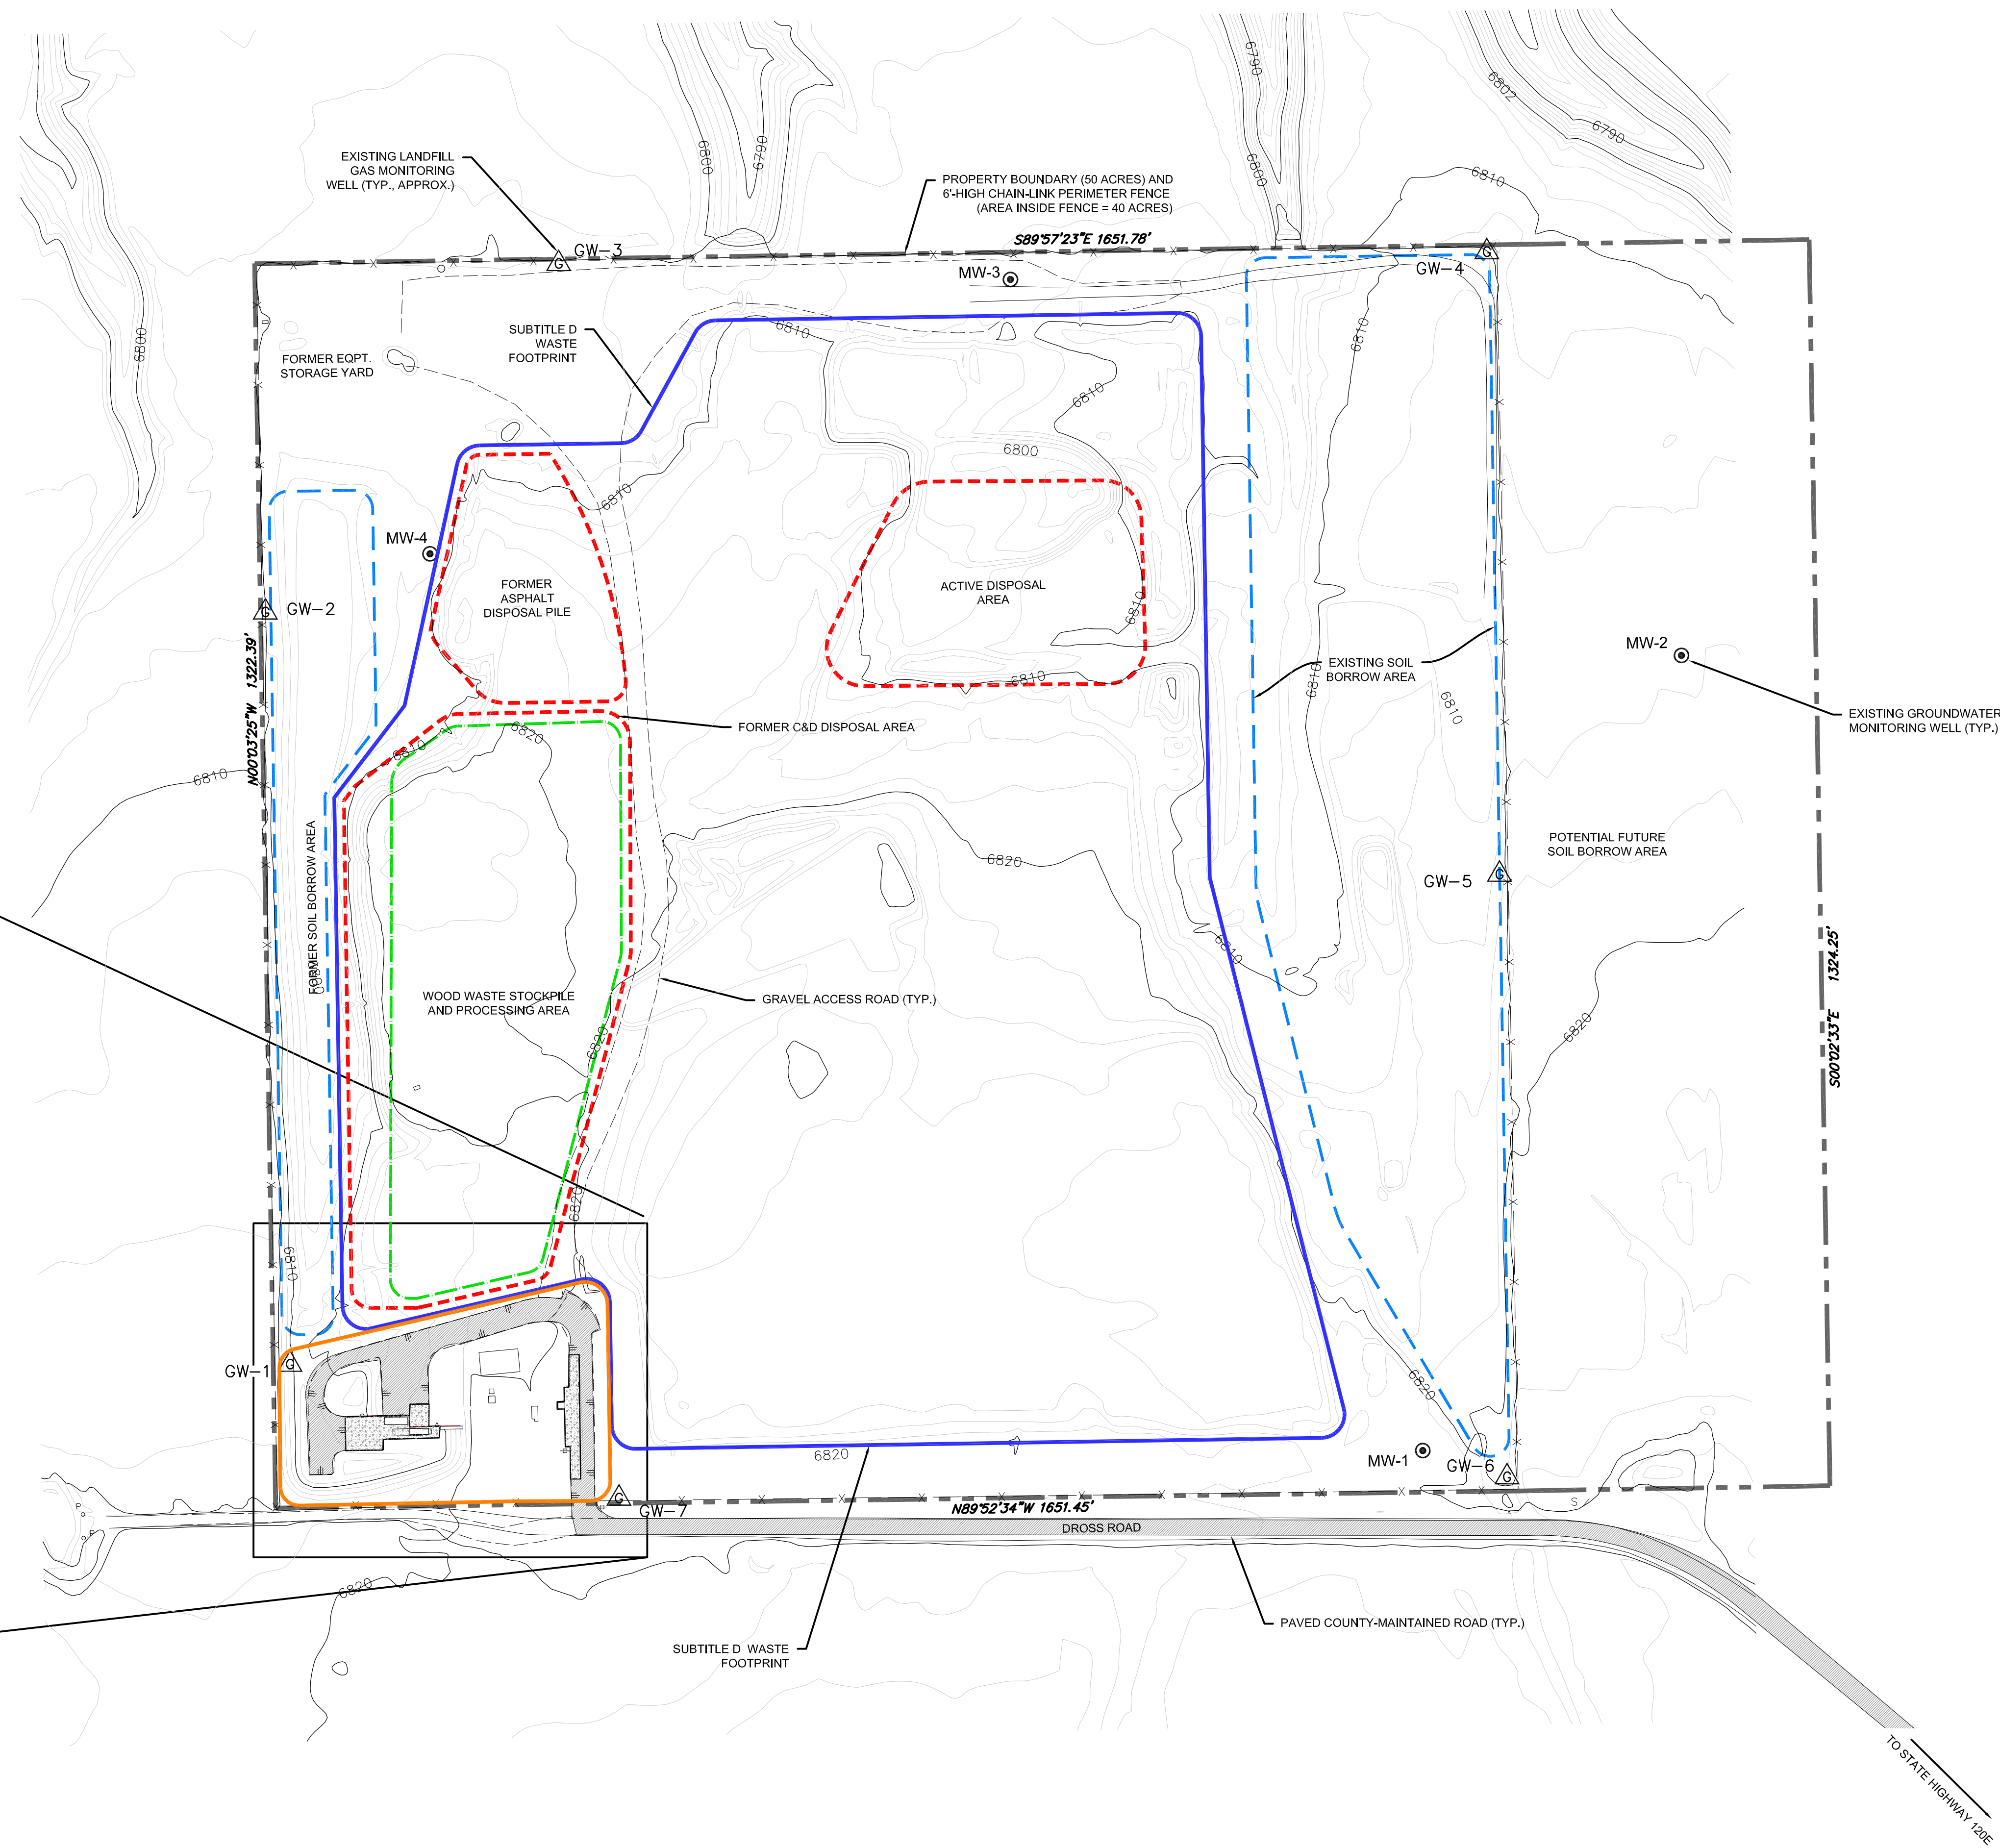 6790
6802
6790
6800
6790
6800
6810
6800
EXISTING LANDFILL
GAS MONITORING
WELL (TYP., APPROX.)
PROPERTY BOUNDARY (50 ACRES) AND
6'-HIGH CHAIN-LINK PERIMETER FENCE
(AREA INSIDE FENCE = 40 ACRES)
S89°57'23"E 1651.78'
G
GW-3
MW-3
GW-4
G
SUBTITLE D
WASTE
FOOTPRINT
FORMER EQPT.
STORAGE YARD
6810
6810
6810
6800
6810
MW-4
FORMER
ASPHALT
DISPOSAL PILE
ACTIVE DISPOSAL
AREA
6810
G
GW-2
N00°03'29"W 1322.39'
MW-2
EXISTING SOIL
BORROW AREA
6810
6810
6810
EXISTING GROUNDWATER
MONITORING WELL (TYP.)
FORMER C&D DISPOSAL AREA
6820
6810
6810
POTENTIAL FUTURE
SOIL BORROW AREA
6820
GW-5
G
FORMER SOIL BORROW AREA
6800
6810
WOOD WASTE STOCKPILE
AND PROCESSING AREA
GRAVEL ACCESS ROAD (TYP.)
6820
6820
S00°02'33"E 1324.25'
6820
6810
GW-1
G
6820
6820
MW-1
GW-6
G
G
GW-7
N89°52'34"W 1651.45'
S
P
P
DROSS ROAD
6820
PAVED COUNTY-MAINTAINED ROAD (TYP.)
SUBTITLE D WASTE
FOOTPRINT
TO STATE HIGHWAY 120E